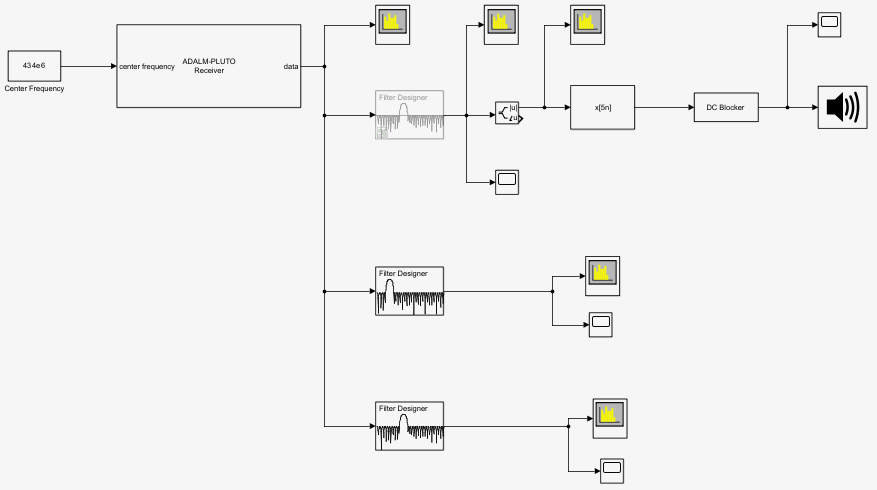 434e6
Center Frequency
center frequency
ADALM-PLUTO
Receiver
data
Filter Designer
|u|
u
x[5n]
DC Blocker
Filter Designer
Filter Designer